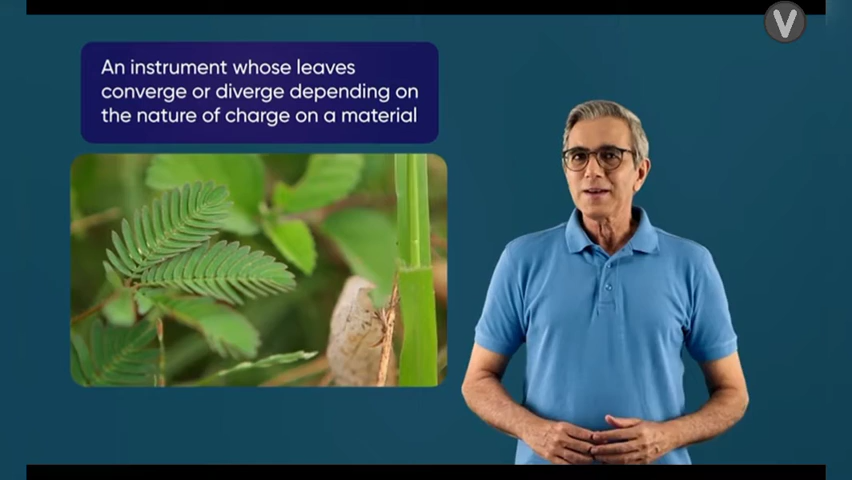 An instrument whose leaves
converge or diverge depending on
the nature of charge on a material
V